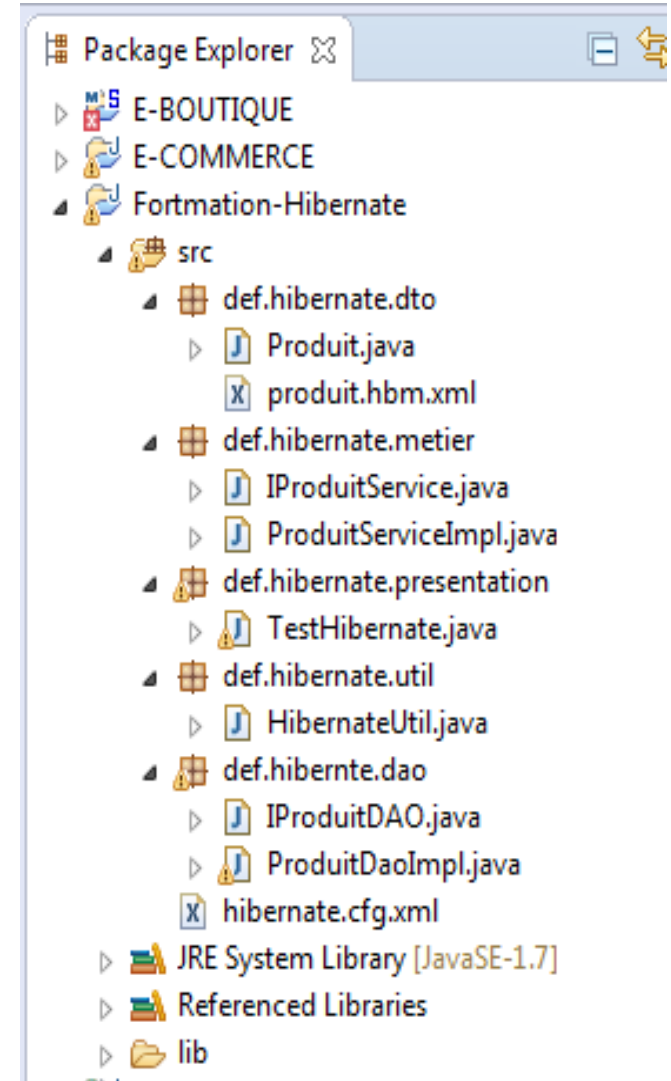 Package Explorer
E-BOUTIQUE
E-COMMERCE
Fortmation-Hibernate
src
def.hibernate.dto
Produit.java
produit.hbm.xml
def.hibernate.metier
IProduitService.java
ProduitServiceImpl.java
def.hibernate.presentation
TestHibernate.java
def.hibernate.util
HibernateUtil.java
def.hibernte.dao
IProduitDAO.java
ProduitDaoImpl.java
hibernate.cfg.xml
JRE System Library [JavaSE-1.7]
Referenced Libraries
lib